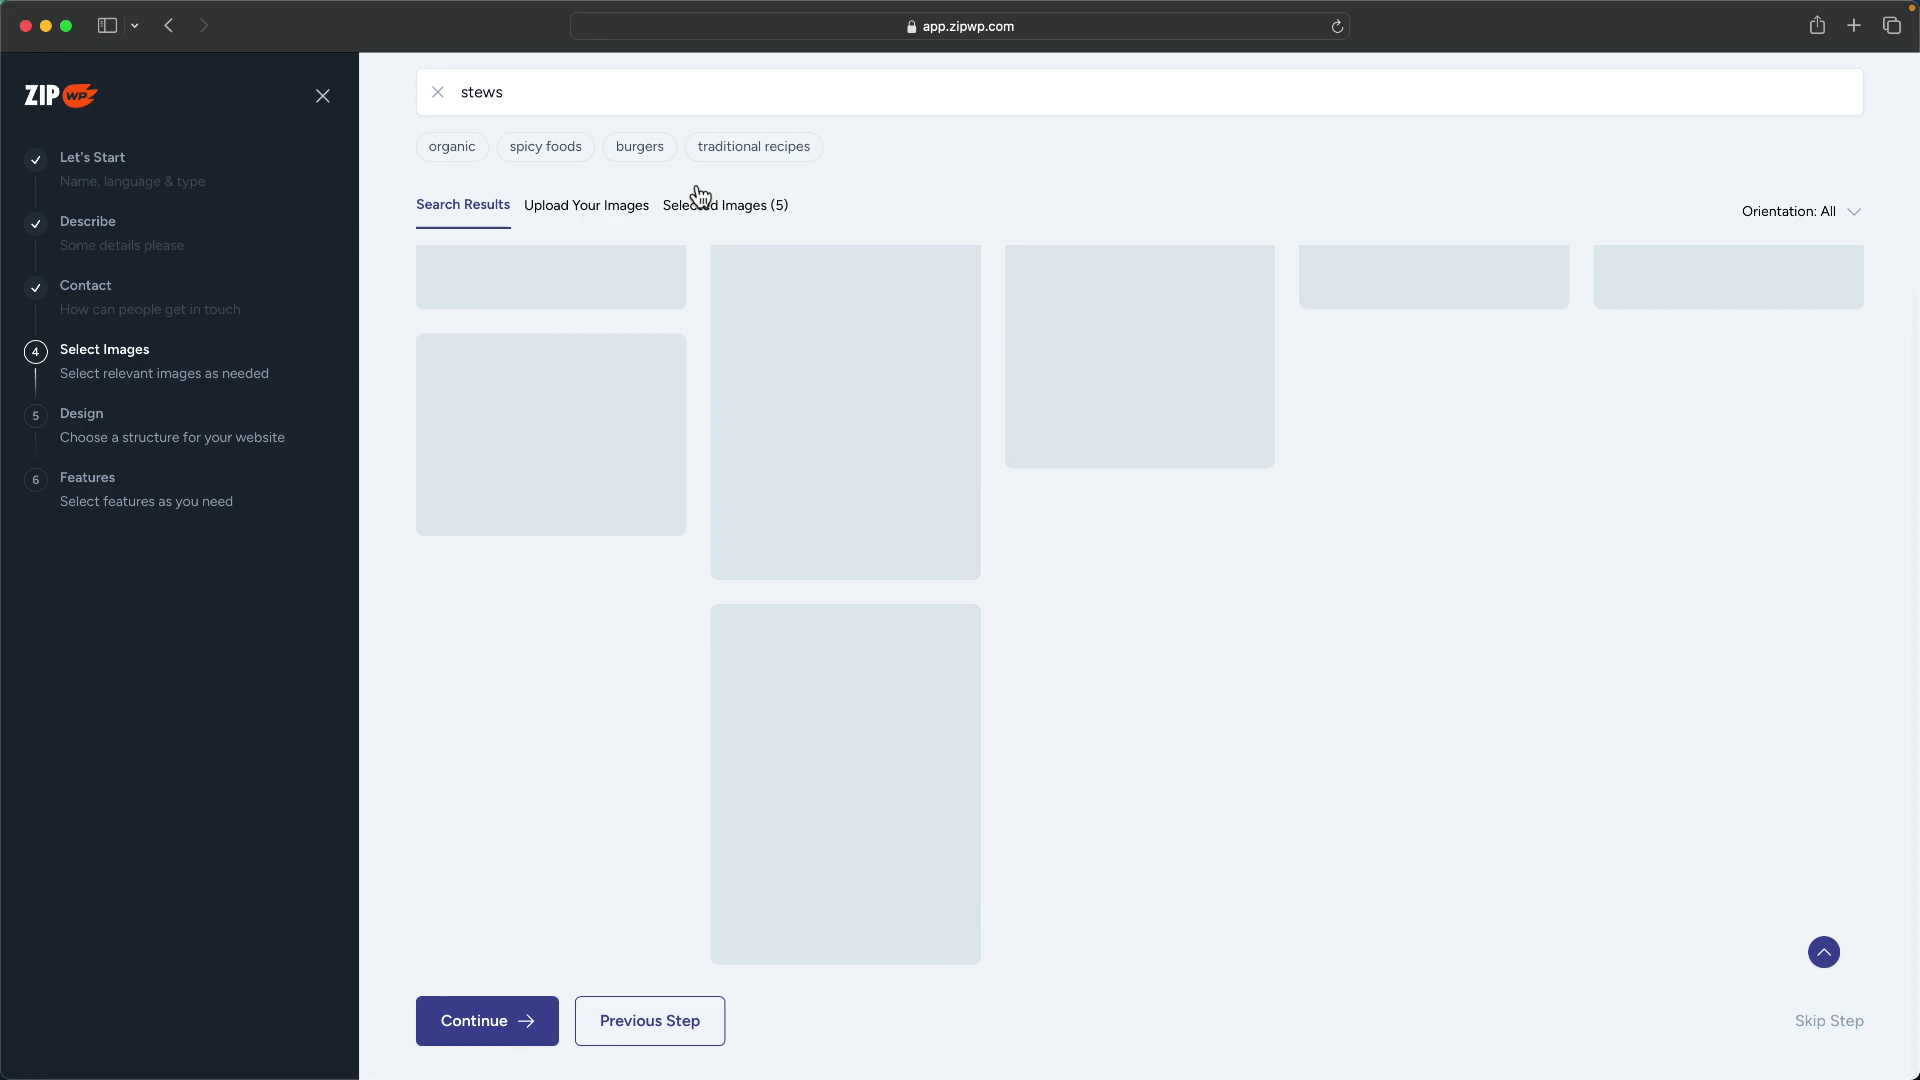 app.zipwp.com
ZIP WP
Let's Start
Name, language & type
Describe
Some details please
Contact
How can people get in touch
4
Select Images
Select relevant images as needed
5
Design
Choose a structure for your website
6
Features
Select features as you need
stews
organic
spicy foods
burgers
traditional recipes
Search Results
Upload Your Images
Selected Images (5)
Orientation: All
Continue
Previous Step
Skip Step